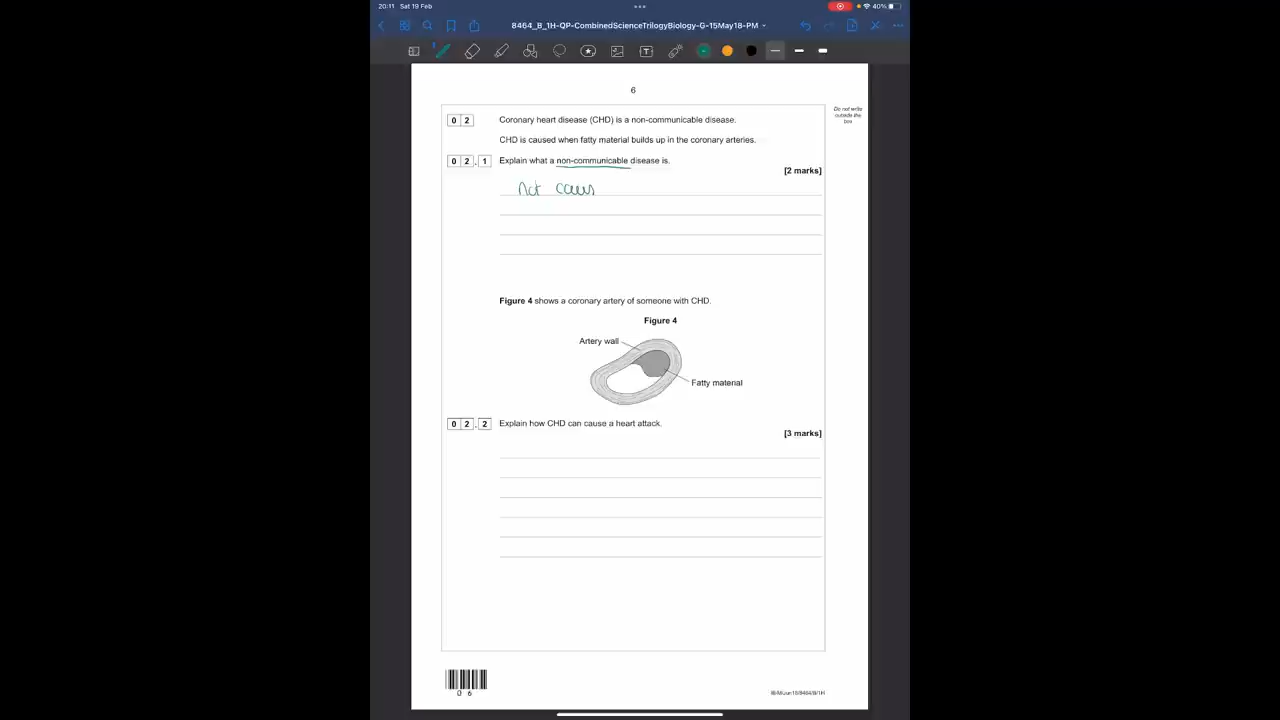 20:11 Sat 19 Feb
40%
8464_B_1H-QP-CombinedScienceTrilogyBiology-G-15May18-PM
6
Do not write
outside the
box
0 2
Coronary heart disease (CHD) is a non-communicable disease.
CHD is caused when fatty material builds up in the coronary arteries.
0 2 . 1
Explain what a non-communicable disease is.
[2 marks]
Not caus
Figure 4 shows a coronary artery of someone with CHD.
Figure 4
Artery wall
Fatty material
0 2 . 2
Explain how CHD can cause a heart attack.
[3 marks]
0 6
IB/M/Jun18/8464/B/1H